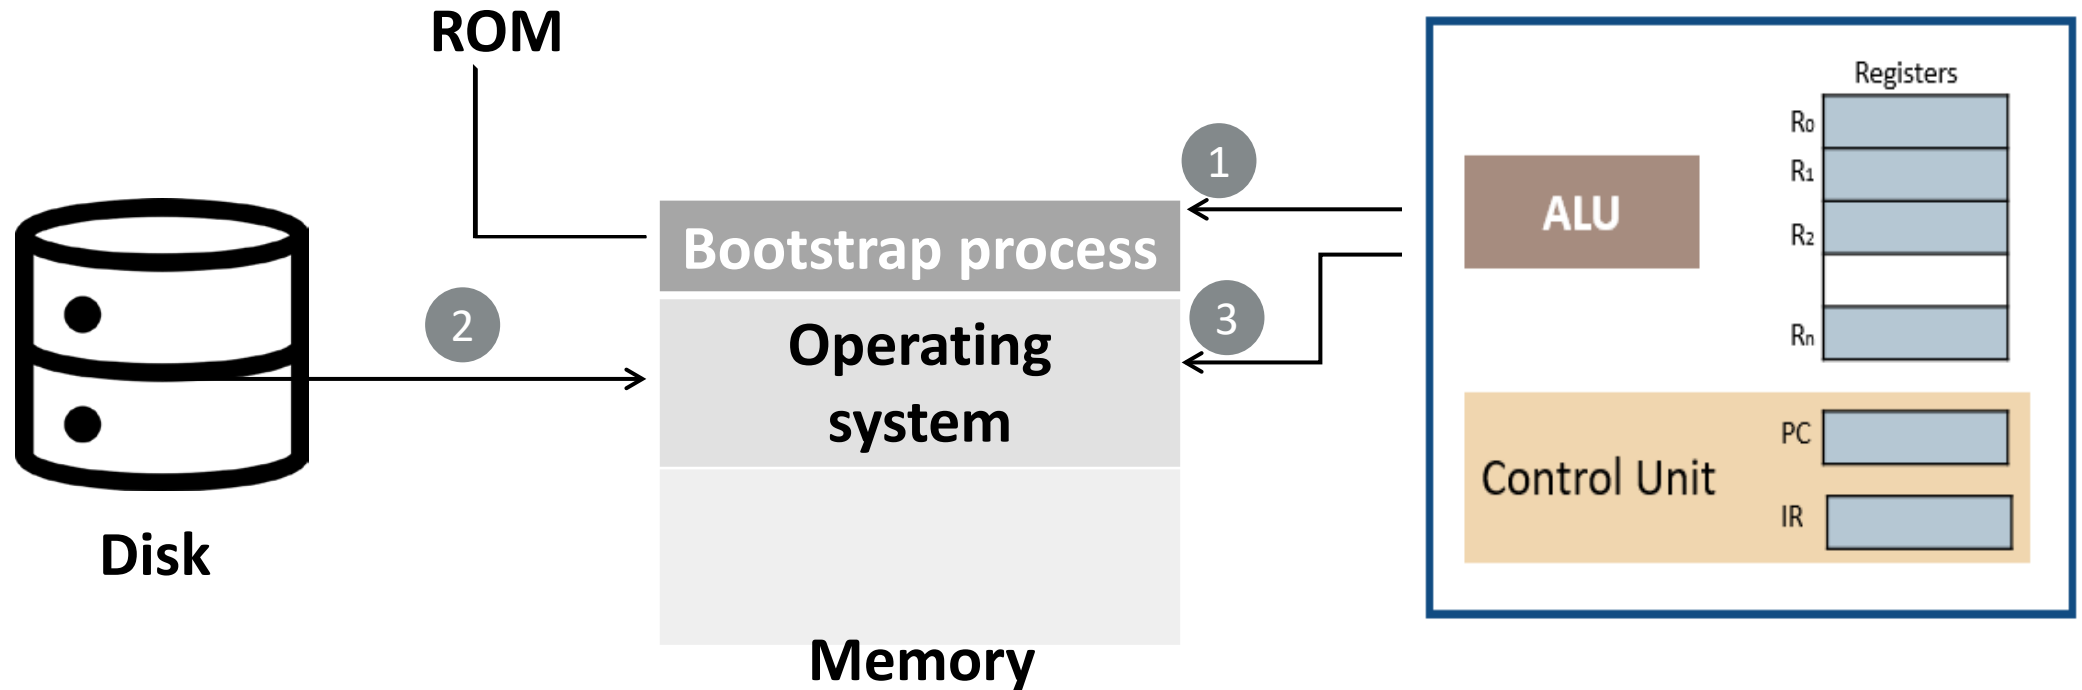 ROM
Disk
Bootstrap process
Operating
system
Memory
1
2
3
ALU
Registers
R0
R1
R2
Rn
Control Unit
PC
IR